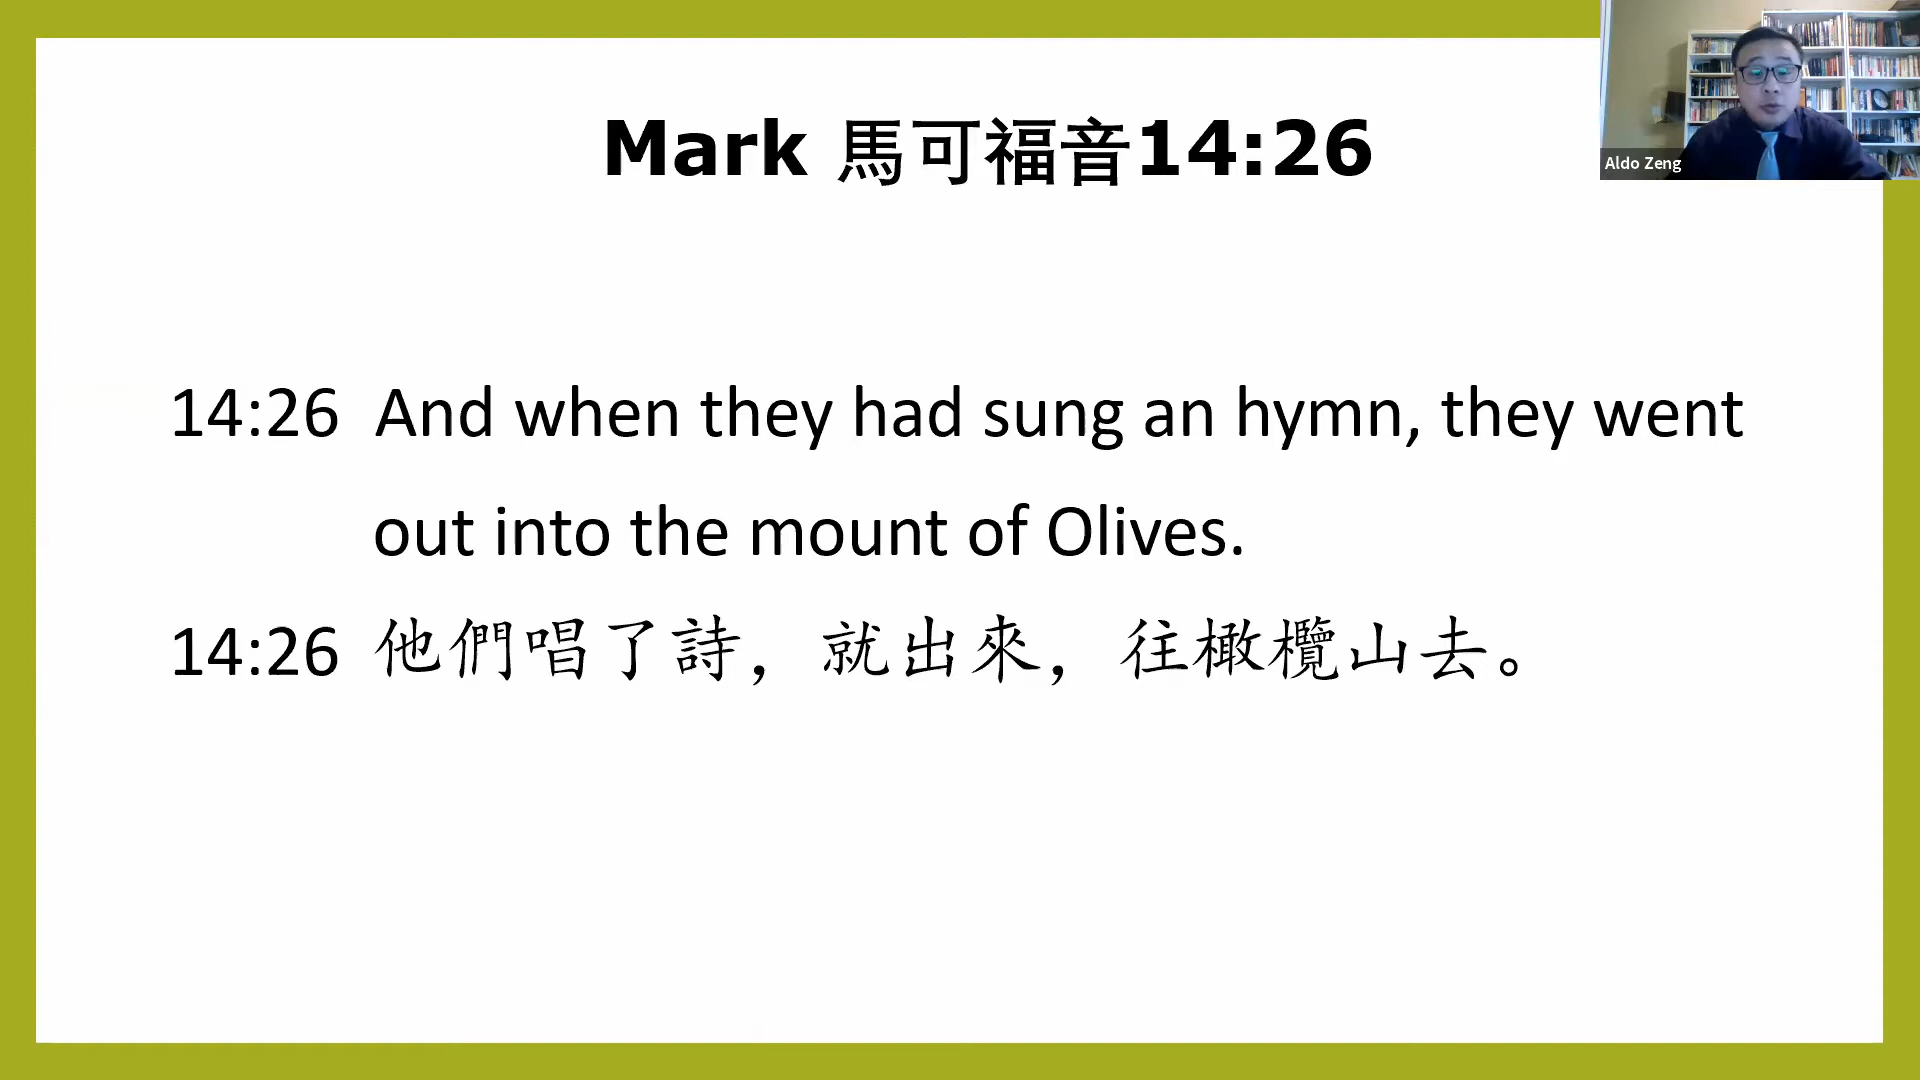 Mark 馬可福音14:26
Aldo Zeng
14:26 And when they had sung an hymn, they went
out into the mount of Olives.
14:26 他們唱了詩，就出來，往橄欖山去。